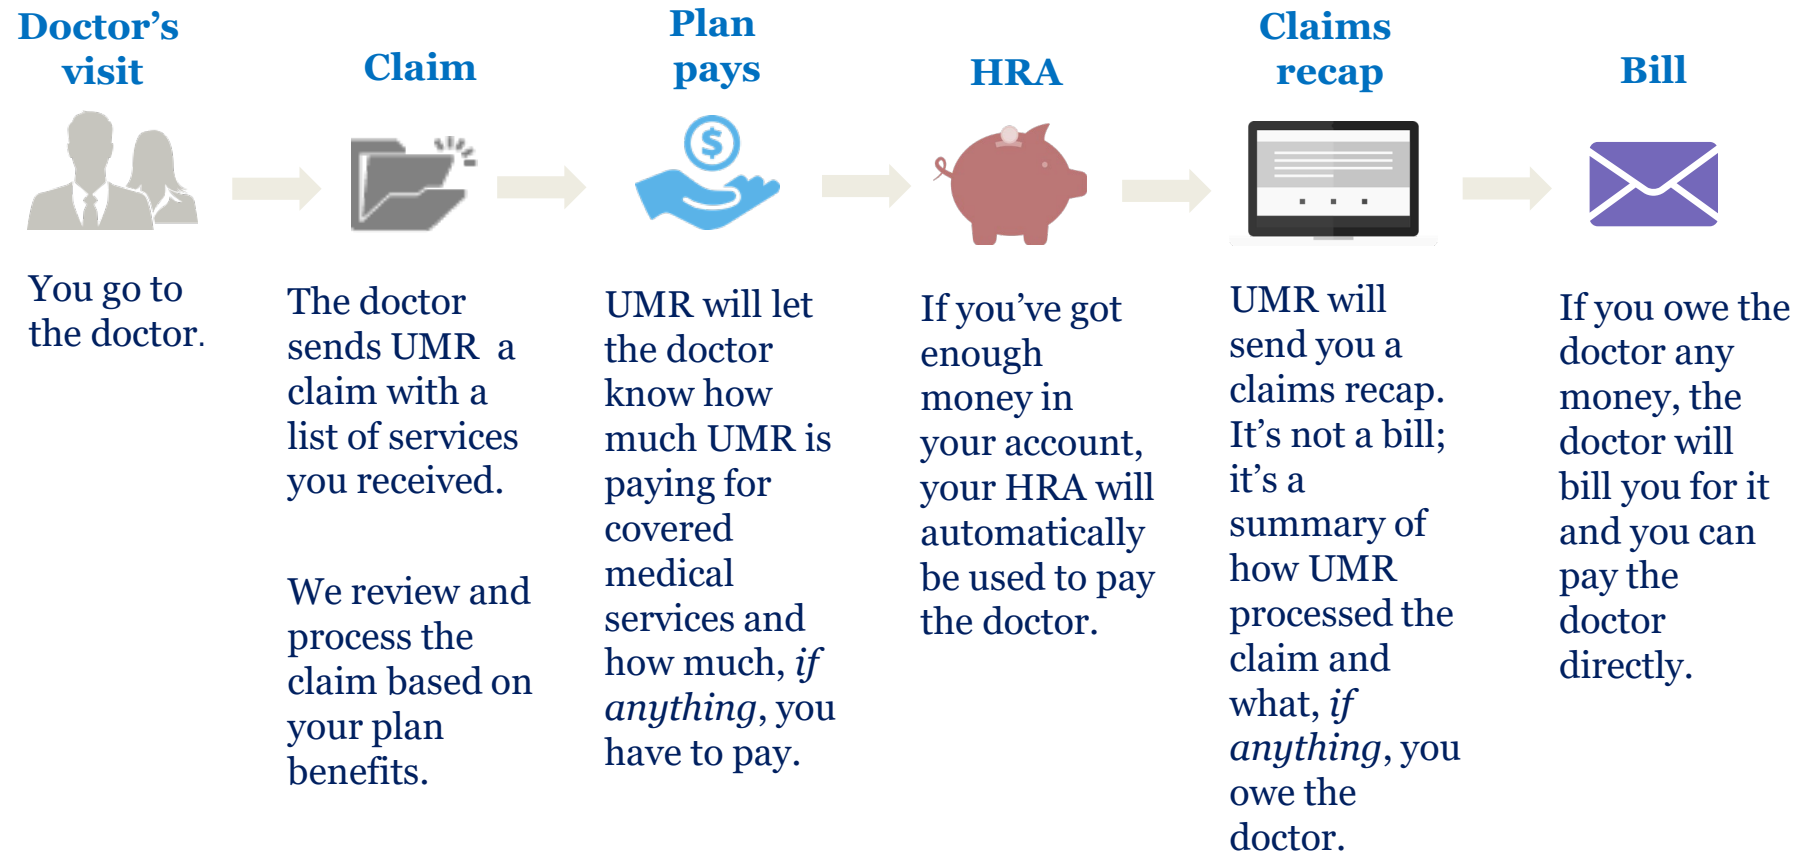 Doctor’s
visit
You go to
the doctor.
Claim
The doctor
sends UMR  a
claim with a
list of services
you received.
We review and
process the
claim based on
your plan
benefits.
Plan
pays
$
UMR will let
the doctor
know how
much UMR is
paying for
covered
medical
services and
how much, if
anything, you
have to pay.
HRA
If you’ve got
enough
money in
your account,
your HRA will
automatically
be used to pay
the doctor.
Claims
recap
UMR will
send you a
claims recap.
It’s not a bill;
it’s a
summary of
how UMR
processed the
claim and
what, if
anything, you
owe the
doctor.
Bill
If you owe the
doctor any
money, the
doctor will
bill you for it
and you can
pay the
doctor
directly.